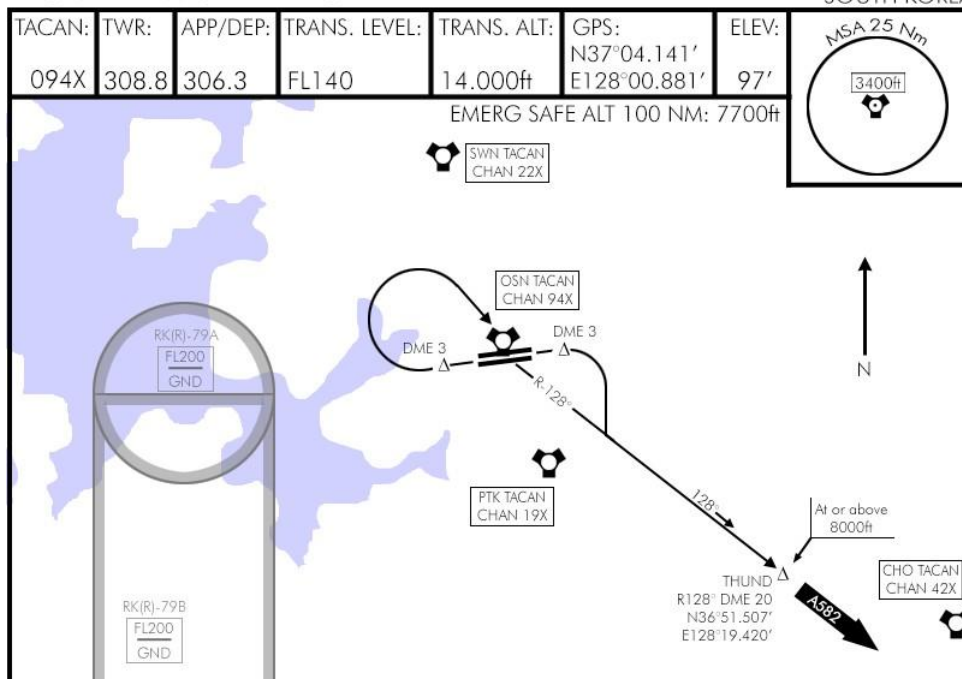 SOUTH KOREA
TACAN: TWR: APP/DEP: TRANS. LEVEL: TRANS. ALT: GPS: ELEV:
094X 308.8 306.3 FL140 14.000ft N37°04.141' E128°00.881' 97'
MSA 25 Nm
3400ft
EMERG SAFE ALT 100 NM: 7700ft
SWN TACAN
CHAN 22X
OSN TACAN
CHAN 94X
DME 3
DME 3
RK(R)-79A
FL200
GND
N
R-128°
PTK TACAN
CHAN 19X
128°
At or above
8000ft
THUND
R128° DME 20
N36°51.507'
E128°19.420'
A582
CHO TACAN
CHAN 42X
RK(R)-79B
FL200
GND